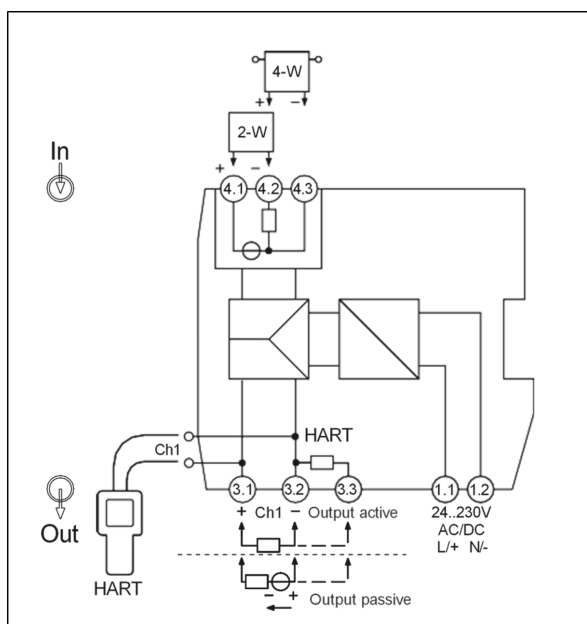 4-W
+ −
2-W
+ −
In
4.1 4.2 4.3
HART
Ch1
3.1 3.2 3.3 1.1 1.2
+ Ch1 − Output active
24..230V
AC/DC
L/+ N/-
Out
HART
− +
Output passive